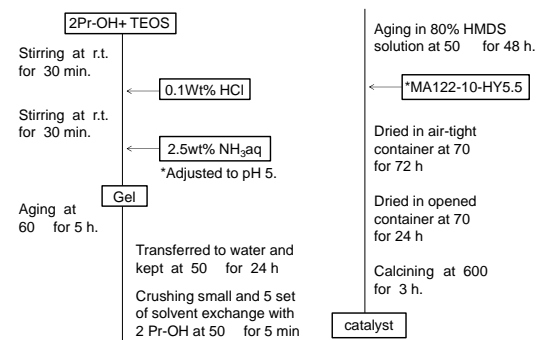 2Pr-OH+ TEOS
Stirring at r.t.
for 30 min.
0.1Wt% HCl
Stirring at r.t.
for 30 min.
2.5wt% NH₃aq
*Adjusted to pH 5.
Gel
Aging at
60 for 5 h.
Transferred to water and
kept at 50 for 24 h
Crushing small and 5 set
of solvent exchange with
2 Pr-OH at 50 for 5 min
Aging in 80% HMDS
solution at 50 for 48 h.
*MA122-10-HY5.5
Dried in air-tight
container at 70
for 72 h
Dried in opened
container at 70
for 24 h
Calcining at 600
for 3 h.
catalyst